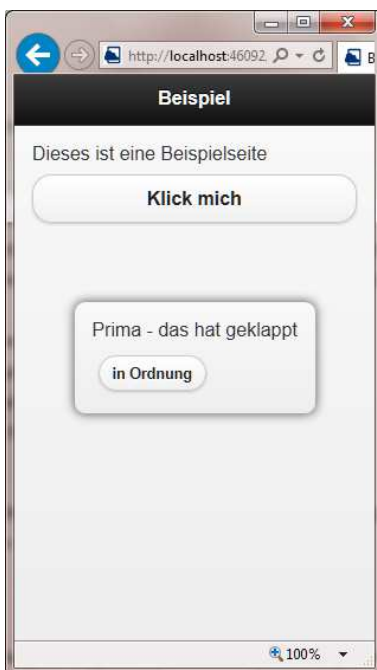 http://localhost:46092
B
Beispiel
Dieses ist eine Beispielseite
Klick mich
Prima - das hat geklappt
in Ordnung
100%